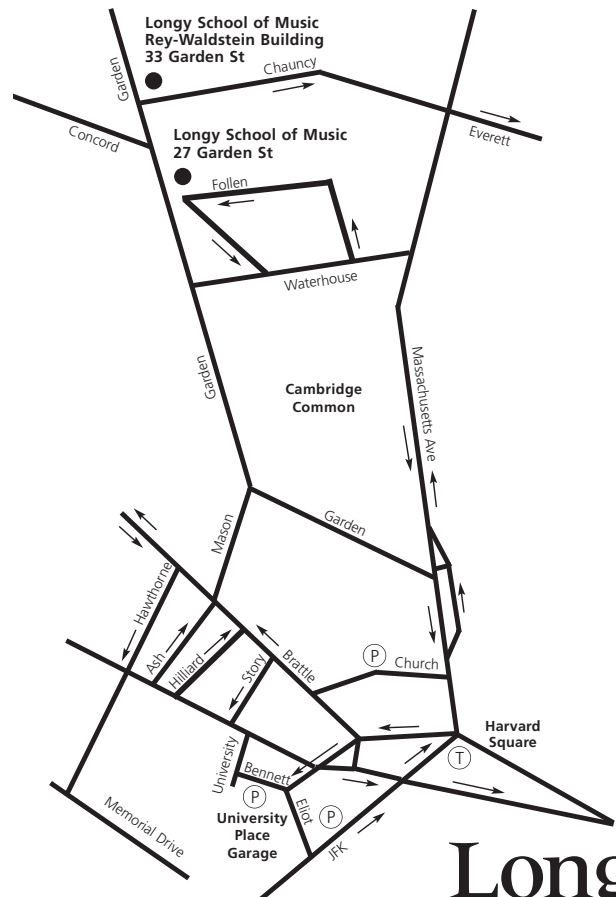 Longy School of Music
Rey-Waldstein Building
33 Garden St
Garden
Chauncy
Concord
Everett
Longy School of Music
27 Garden St
Follen
Waterhouse
Garden
Massachusetts Ave
Cambridge
Common
Garden
Mason
Hawthorne
Ash
Hilliard
Story
Brattle
P
Church
Harvard
Square
T
University
Bennett
P
Eliot
P
University
Place
Garage
JFK
Memorial Drive
Long